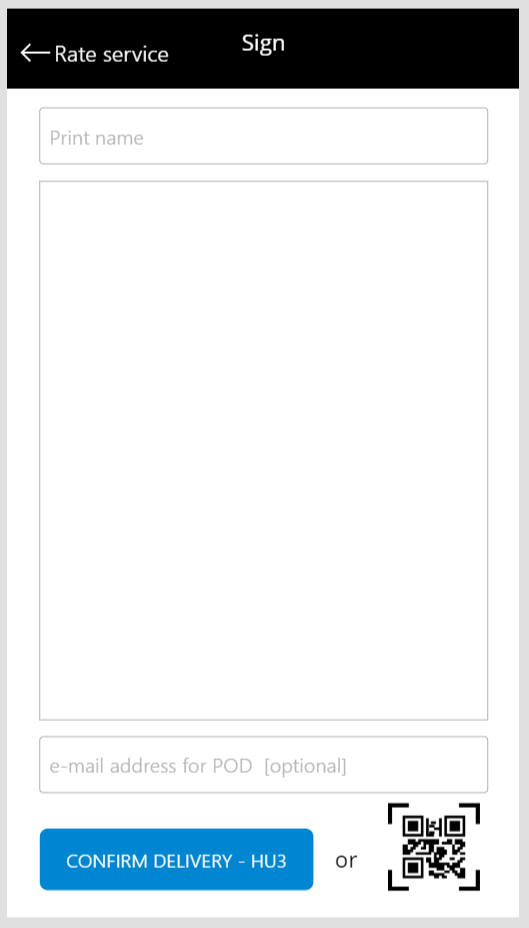 Sign
Rate service
Print name
e-mail address for POD [optional]
CONFIRM DELIVERY - HU3
or